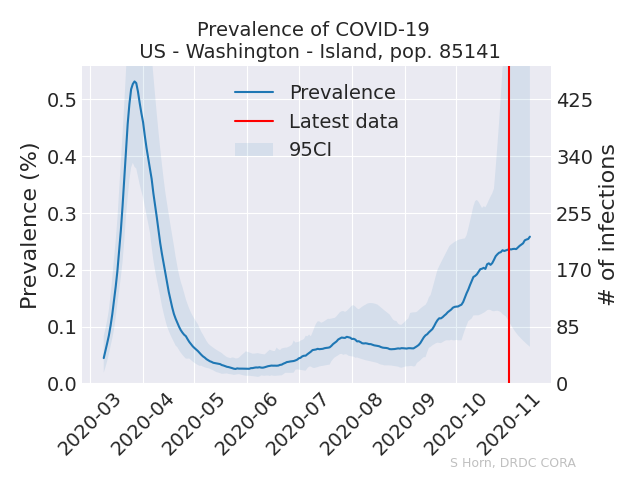 Prevalence of COVID-19
US - Washington - Island, pop. 85141
Prevalence
Latest data
95CI
Prevalence (%)
0.5
0.4
0.3
0.2
0.1
0.0
425
340
255
170
85
0
# of infections
2020-03
2020-04
2020-05
2020-06
2020-07
2020-08
2020-09
2020-10
2020-11
S Horn, DRDC CORA